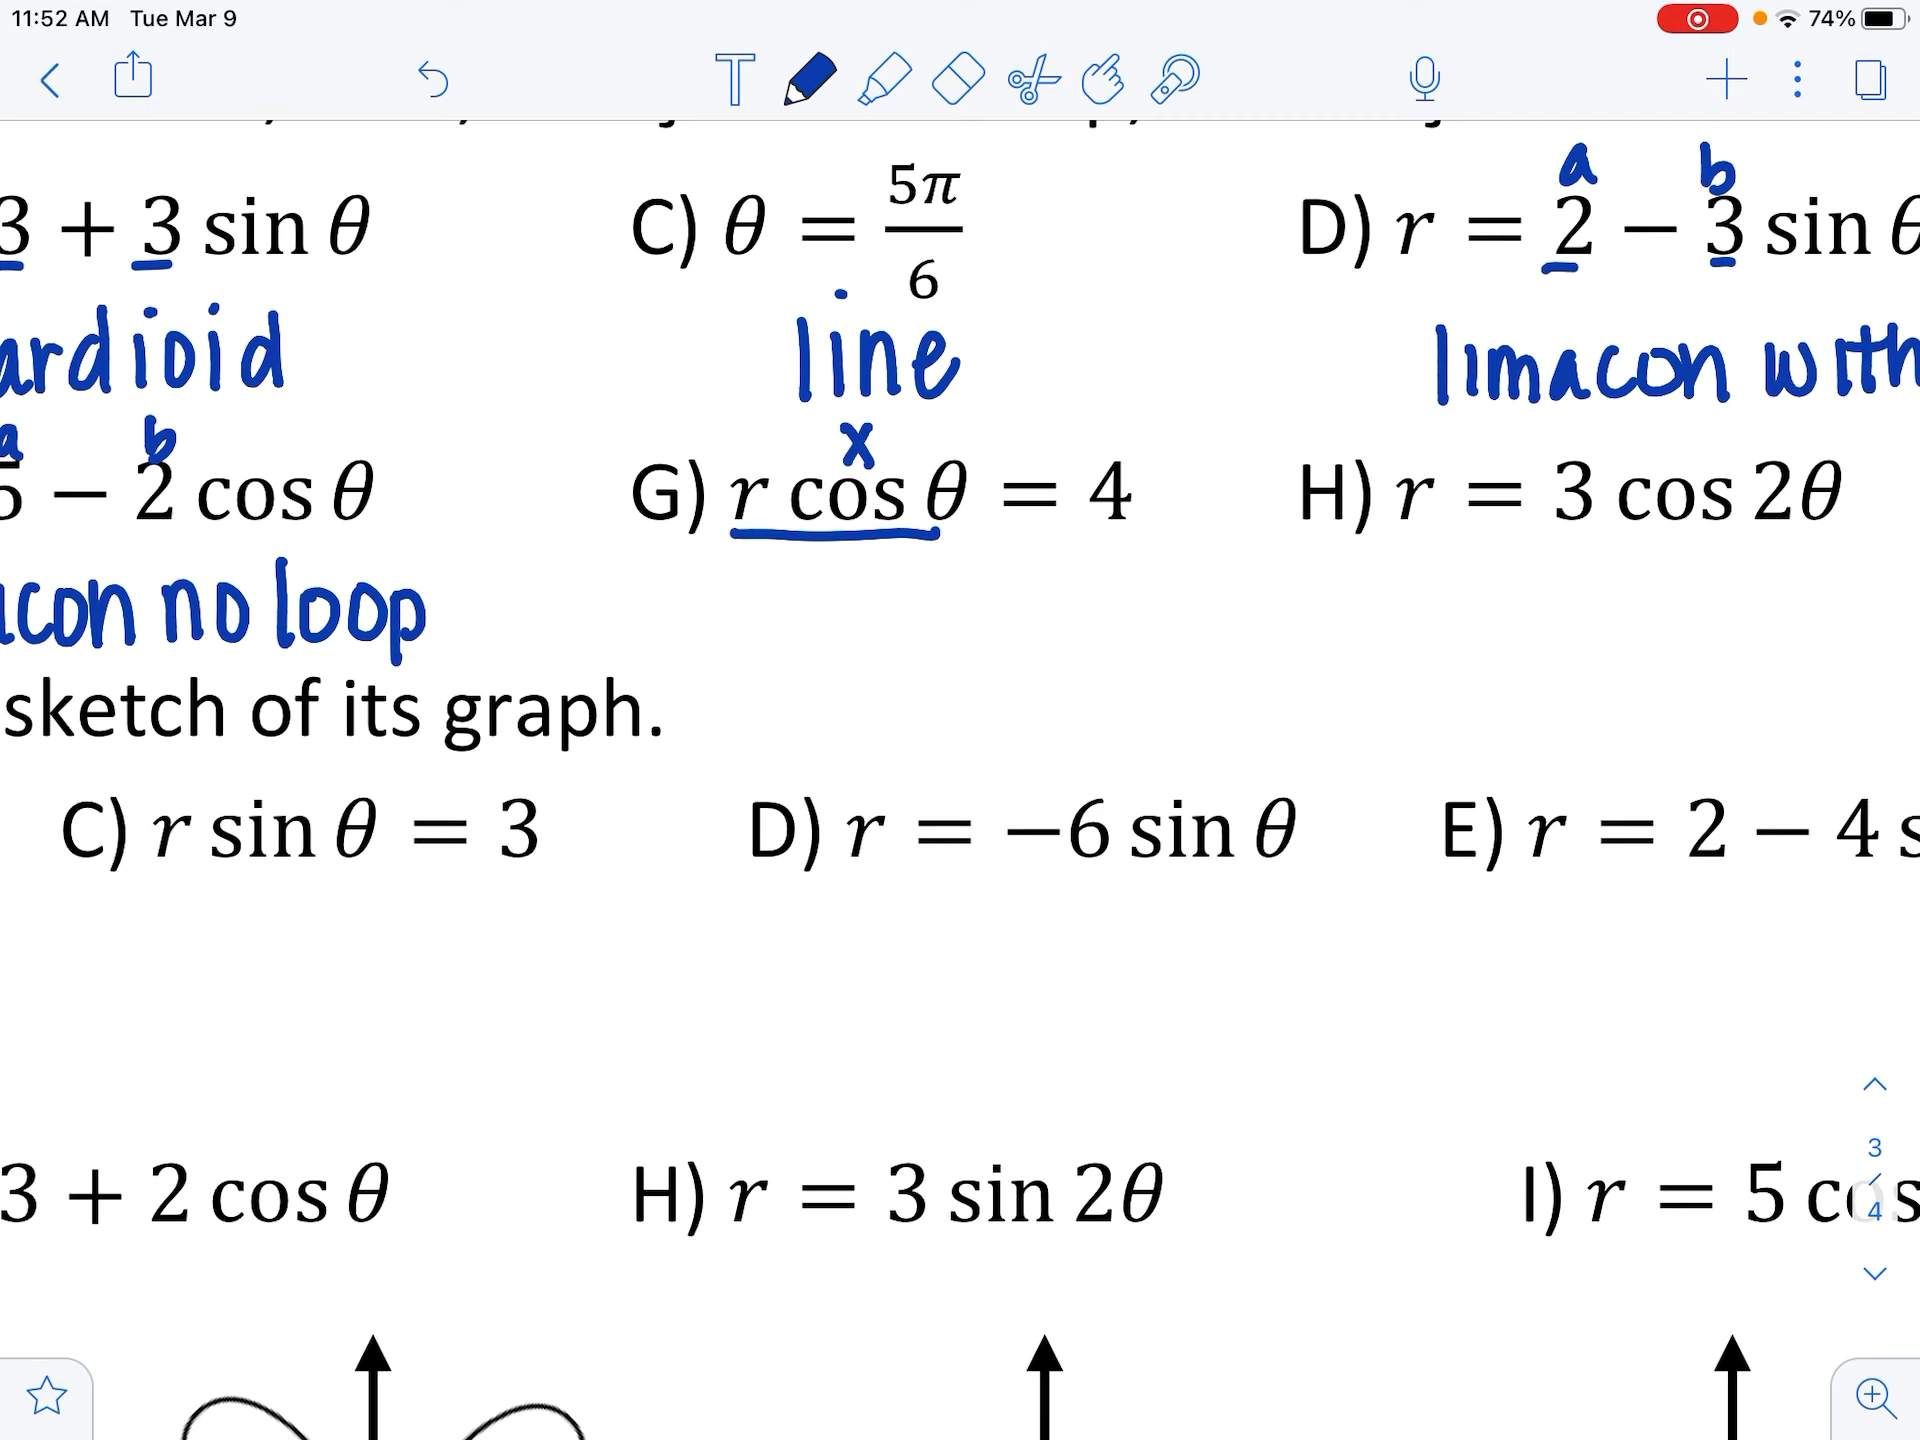 11:52 AM Tue Mar 9
74%
T
a b
3 + 3 sin θ
C) θ = 5π/6
D) r = 2 − 3 sin θ
ardioid
line
limacon with
a b
5 − 2 cos θ
x
G) r cos θ = 4
H) r = 3 cos 2θ
acon no loop
sketch of its graph.
C) r sin θ = 3
D) r = −6 sin θ
E) r = 2 − 4 s
3 + 2 cos θ
H) r = 3 sin 2θ
I) r = 5 cos
3/4